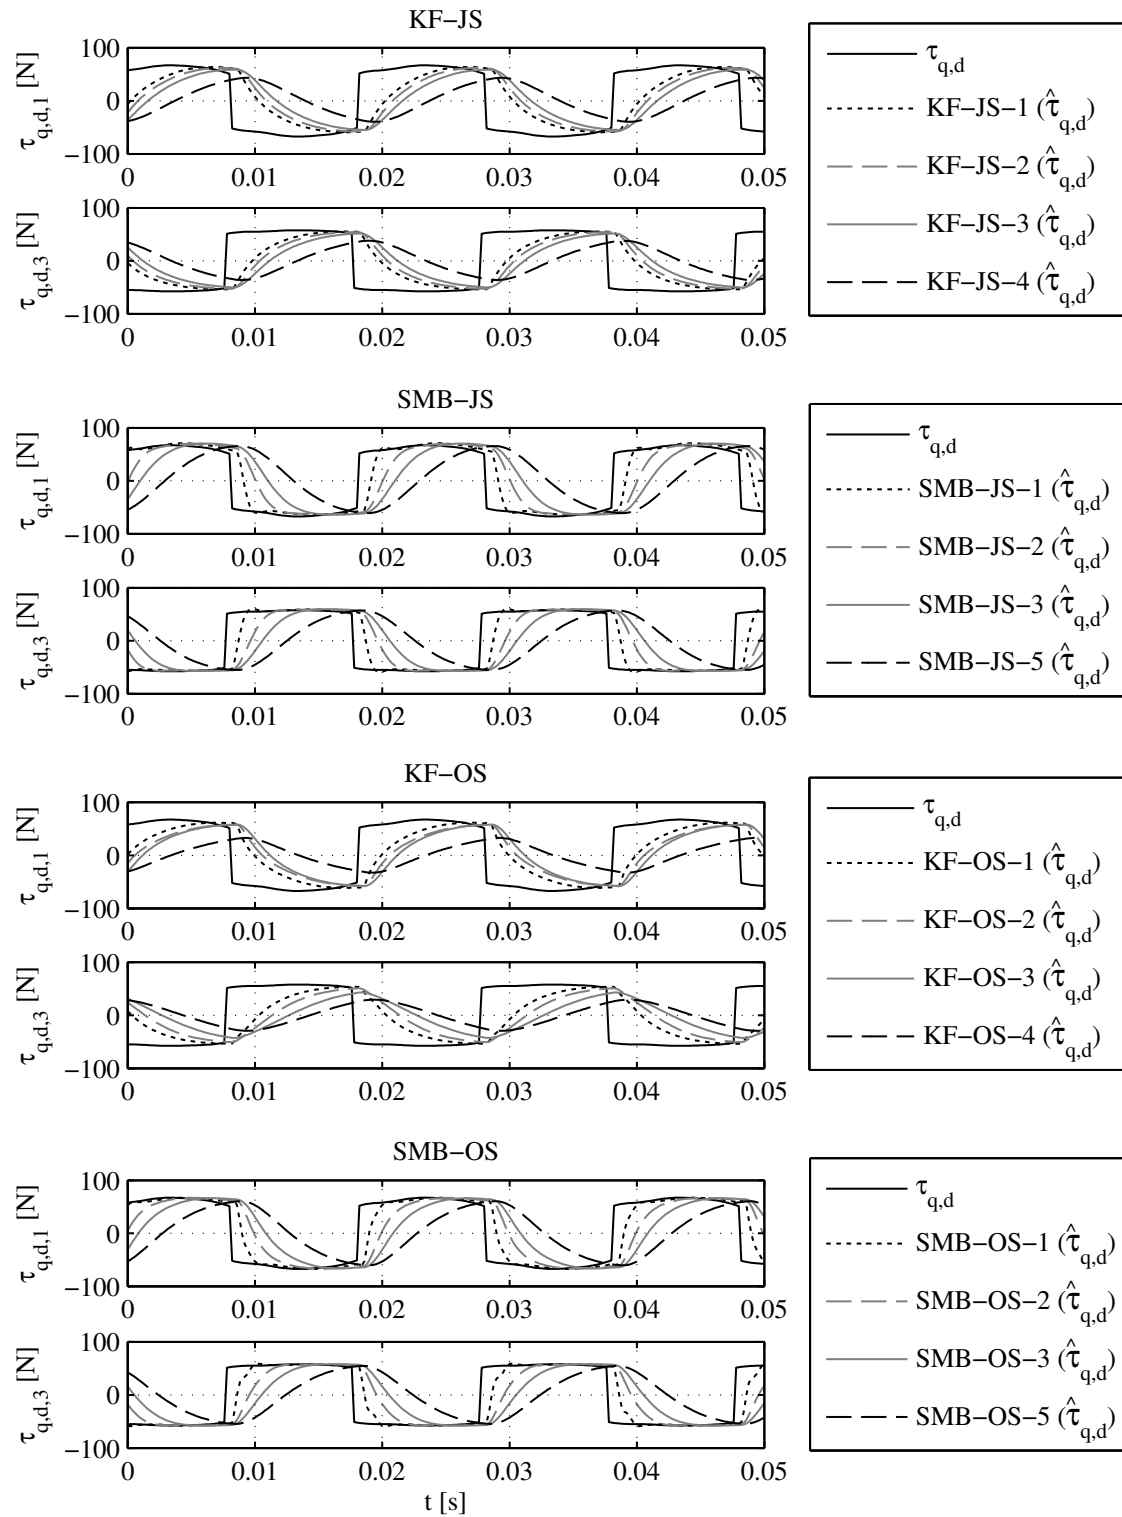 KF−JS
τq,d,1 [N]
100
0
−100
0 0.01 0.02 0.03 0.04 0.05
τq,d,3 [N]
100
0
−100
0 0.01 0.02 0.03 0.04 0.05
τq,d
KF−JS−1 (τ̂q,d)
KF−JS−2 (τ̂q,d)
KF−JS−3 (τ̂q,d)
KF−JS−4 (τ̂q,d)
SMB−JS
τq,d,1 [N]
100
0
−100
0 0.01 0.02 0.03 0.04 0.05
τq,d,3 [N]
100
0
−100
0 0.01 0.02 0.03 0.04 0.05
τq,d
SMB−JS−1 (τ̂q,d)
SMB−JS−2 (τ̂q,d)
SMB−JS−3 (τ̂q,d)
SMB−JS−5 (τ̂q,d)
KF−OS
τq,d,1 [N]
100
0
−100
0 0.01 0.02 0.03 0.04 0.05
τq,d,3 [N]
100
0
−100
0 0.01 0.02 0.03 0.04 0.05
τq,d
KF−OS−1 (τ̂q,d)
KF−OS−2 (τ̂q,d)
KF−OS−3 (τ̂q,d)
KF−OS−4 (τ̂q,d)
SMB−OS
τq,d,1 [N]
100
0
−100
0 0.01 0.02 0.03 0.04 0.05
τq,d,3 [N]
100
0
−100
0 0.01 0.02 0.03 0.04 0.05
t [s]
τq,d
SMB−OS−1 (τ̂q,d)
SMB−OS−2 (τ̂q,d)
SMB−OS−3 (τ̂q,d)
SMB−OS−5 (τ̂q,d)